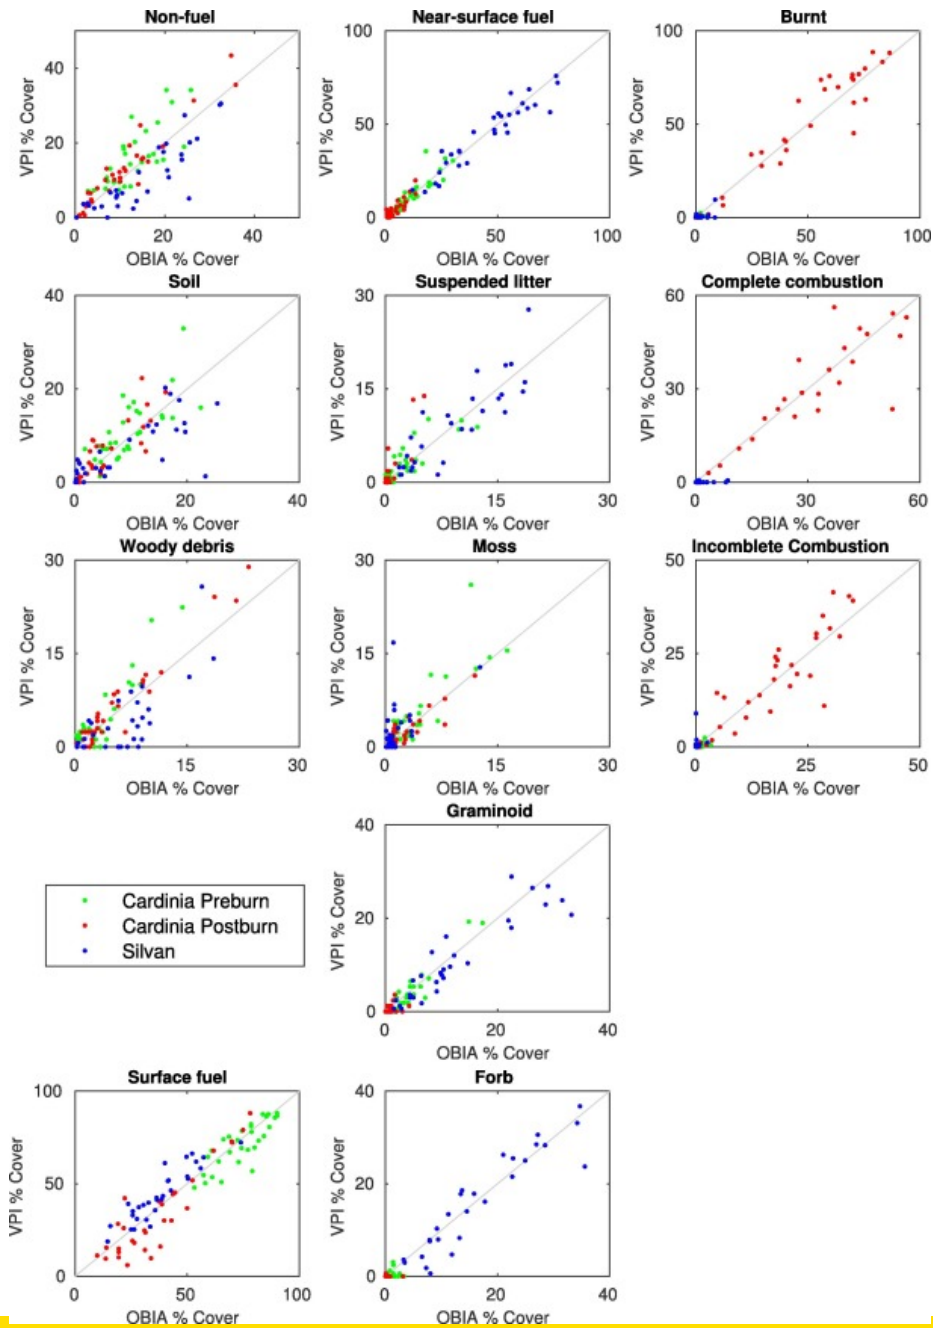 Non-fuel
Near-surface fuel
Burnt
VPI % Cover
40
20
0
0
20
40
OBIA % Cover
VPI % Cover
100
50
0
0
50
100
OBIA % Cover
VPI % Cover
100
50
0
0
50
100
OBIA % Cover
Soil
Suspended litter
Complete combustion
VPI % Cover
40
20
0
0
20
40
OBIA % Cover
VPI % Cover
30
15
0
0
15
30
OBIA % Cover
VPI % Cover
60
30
0
0
30
60
OBIA % Cover
Woody debris
Moss
Incomblete Combustion
VPI % Cover
30
15
0
0
15
30
OBIA % Cover
VPI % Cover
30
15
0
0
15
30
OBIA % Cover
VPI % Cover
50
25
0
0
25
50
OBIA % Cover
Graminoid
VPI % Cover
40
20
0
0
20
40
OBIA % Cover
Cardinia Preburn
Cardinia Postburn
Silvan
Surface fuel
Forb
VPI % Cover
100
50
0
0
50
100
OBIA % Cover
VPI % Cover
40
20
0
0
20
40
OBIA % Cover